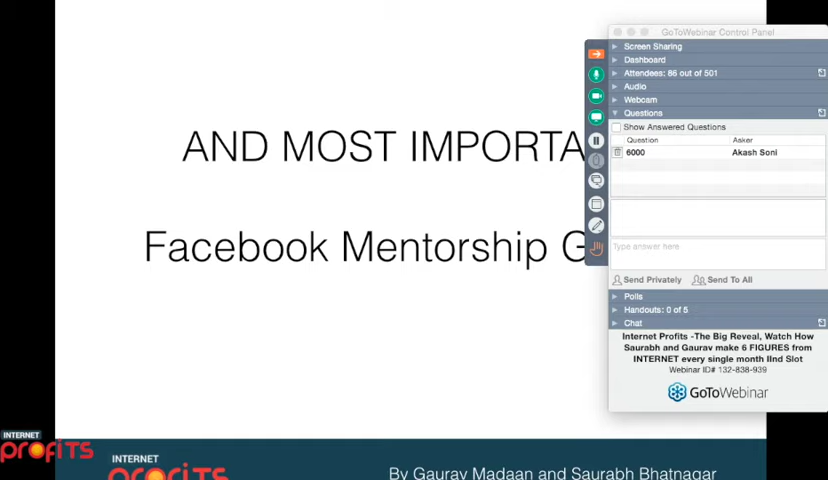 AND MOST IMPORTA
Facebook Mentorship G
GoToWebinar Control Panel
Screen Sharing
Dashboard
Attendees: 86 out of 501
Audio
Webcam
Questions
Show Answered Questions
Question Asker
6000 Akash Soni
Type answer here
Send Privately Send To All
Polls
Handouts: 0 of 5
Chat
Internet Profits -The Big Reveal, Watch How
Saurabh and Gaurav make 6 FIGURES from
INTERNET every single month IInd Slot
Webinar ID# 132-838-939
GoToWebinar
INTERNET
PROFITS
INTERNET
PROFITS
By Gaurav Madaan and Saurabh Bhatnagar